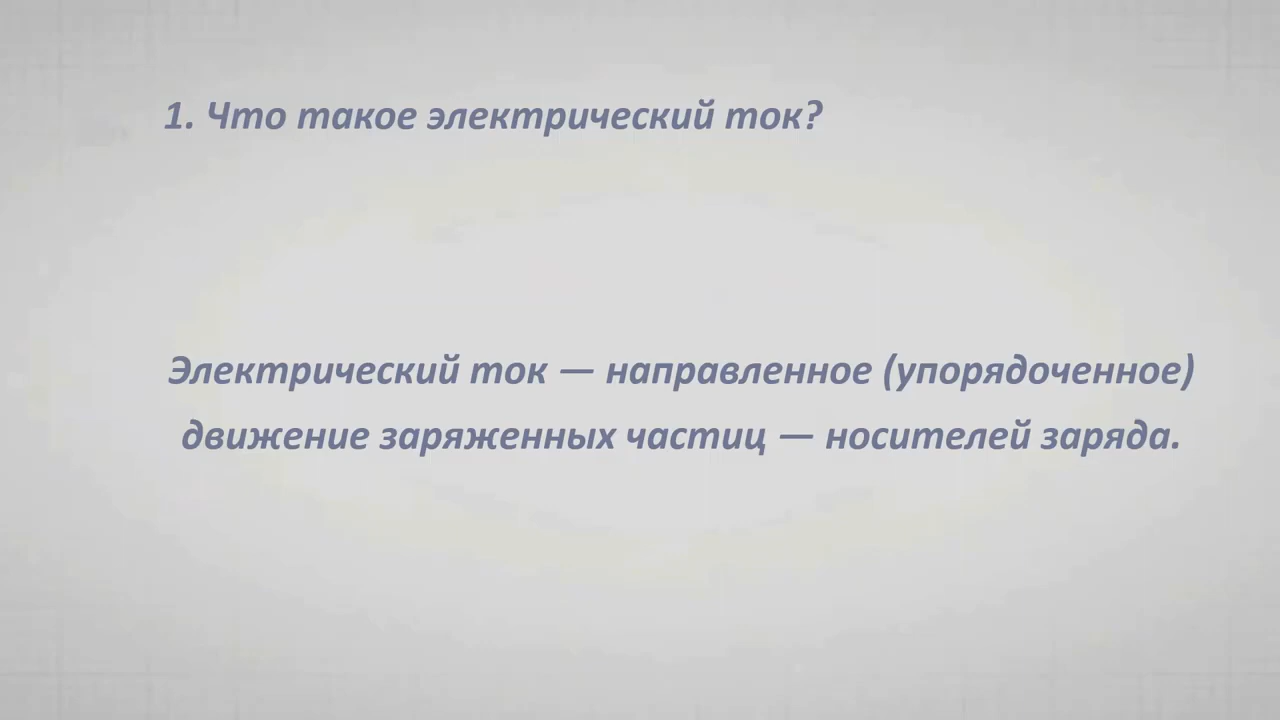 1. Что такое электрический ток?
Электрический ток — направленное (упорядоченное)
движение заряженных частиц — носителей заряда.